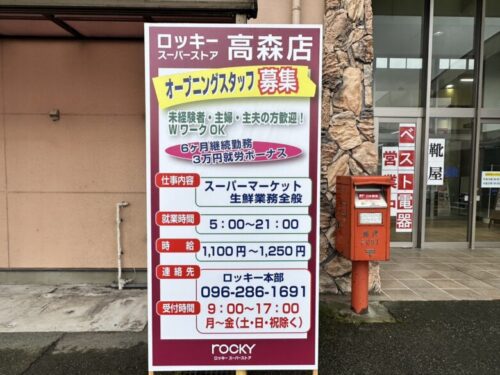 ロッキー
スーパーストア
高森店
オープニングスタッフ募集
未経験者・主婦・主夫の方歓迎！
WワークOK
6ヶ月継続勤務
3万円就労ボーナス
仕事内容
スーパーマーケット
生鮮業務全般
就業時間
5：00〜21：00
時給
1,100円〜1,250円
連絡先
ロッキー本部
096-286-1691
受付時間
9：00〜17：00
月〜金（土・日・祝除く）
rocky
ロッキー スーパーストア
靴屋
ベスト電器
営業